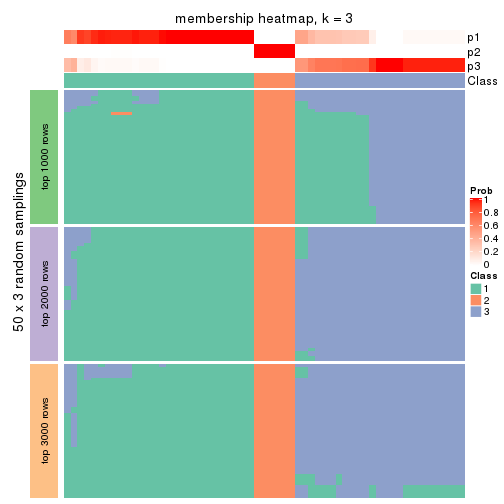 membership heatmap, k = 3
p1
p2
p3
Class
50 x 3 random samplings
top 1000 rows
top 2000 rows
top 3000 rows
Prob
1
0.8
0.6
0.4
0.2
0
Class
1
2
3